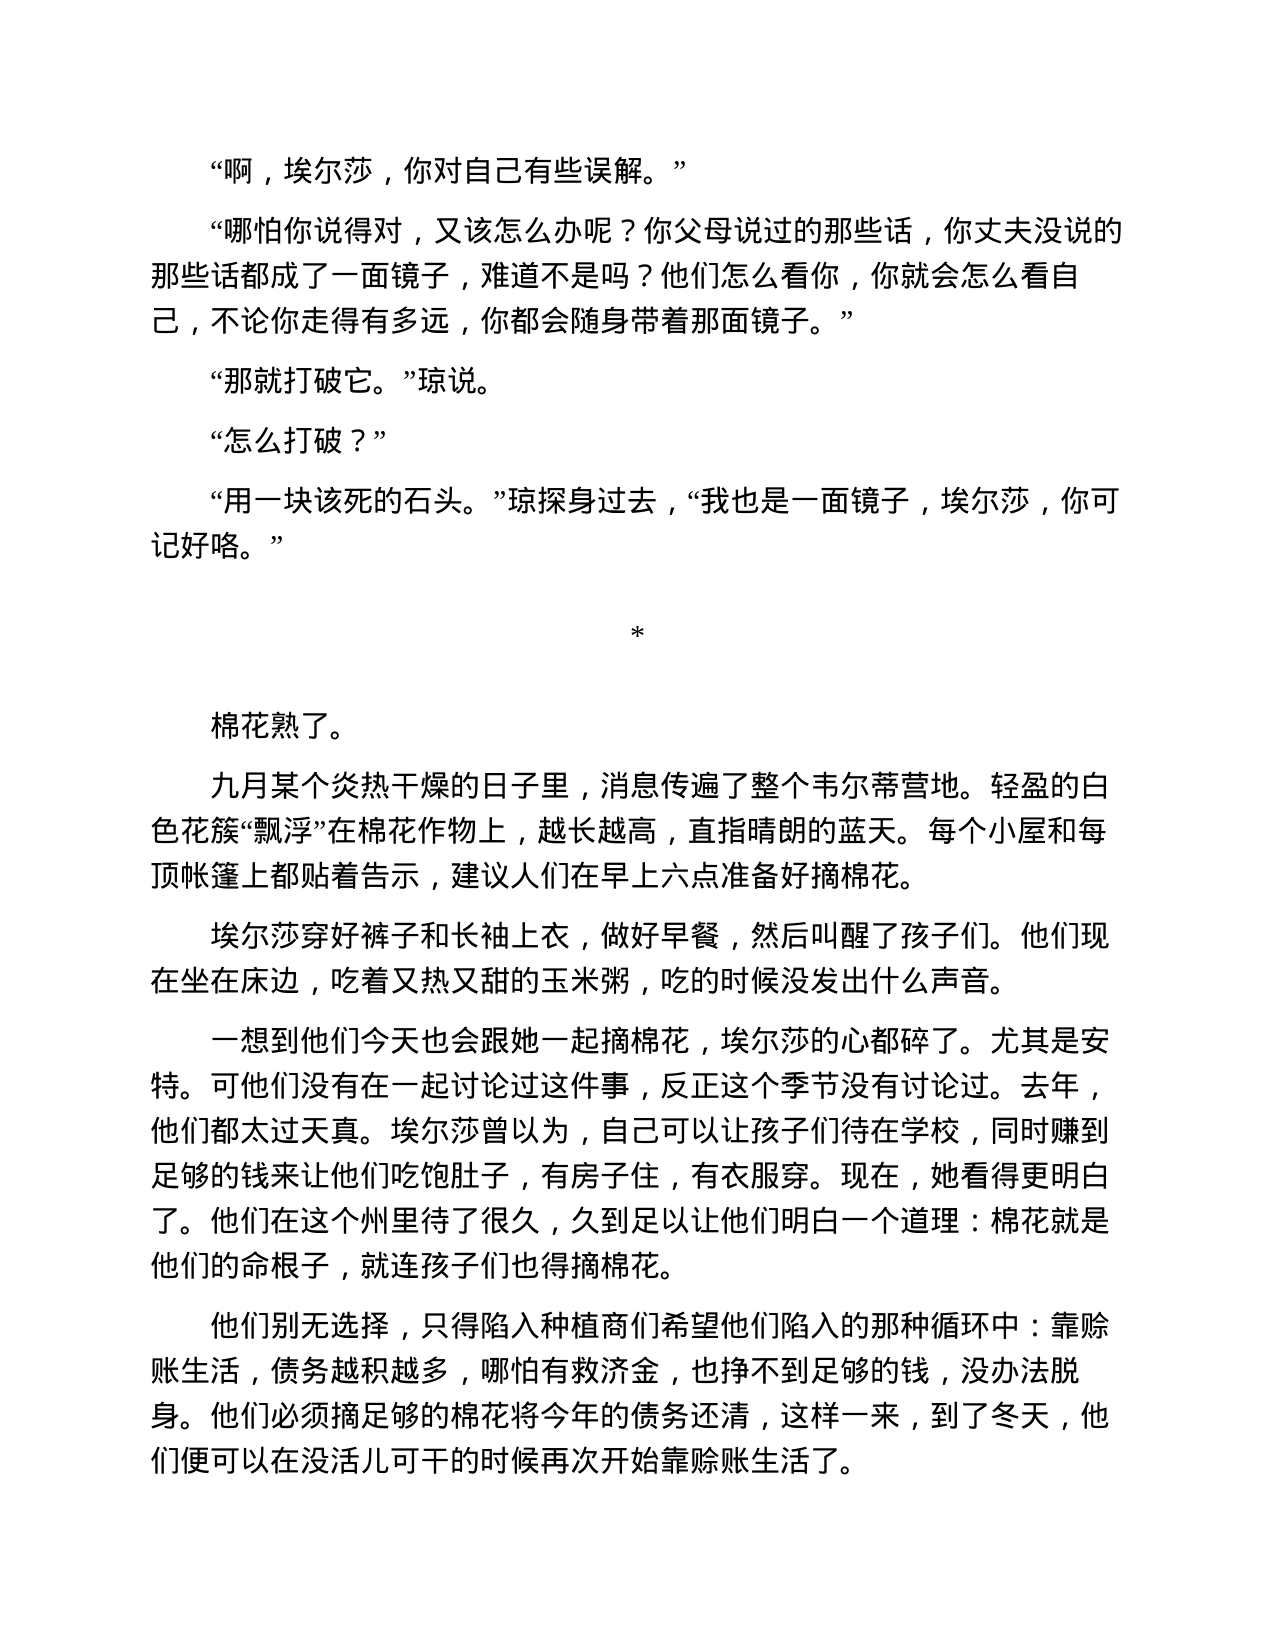 “啊，埃尔莎，你对自己有些误解。”
“哪怕你说得对，又该怎么办呢？你父母说过的那些话，你丈夫没说的
那些话都成了一面镜子，难道不是吗？他们怎么看你，你就会怎么看自
己，不论你走得有多远，你都会随身带着那面镜子。”
“那就打破它。”琼说。
“怎么打破？”
“用一块该死的石头。”琼探身过去，“我也是一面镜子，埃尔莎，你可
记好咯。”
*
棉花熟了。
九月某个炎热干燥的日子里，消息传遍了整个韦尔蒂营地。轻盈的白
色花簇“飘浮”在棉花作物上，越长越高，直指晴朗的蓝天。每个小屋和每
顶帐篷上都贴着告示，建议人们在早上六点准备好摘棉花。
埃尔莎穿好裤子和长袖上衣，做好早餐，然后叫醒了孩子们。他们现
在坐在床边，吃着又热又甜的玉米粥，吃的时候没发出什么声音。
一想到他们今天也会跟她一起摘棉花，埃尔莎的心都碎了。尤其是安
特。可他们没有在一起讨论过这件事，反正这个季节没有讨论过。去年，
他们都太过天真。埃尔莎曾以为，自己可以让孩子们待在学校，同时赚到
足够的钱来让他们吃饱肚子，有房子住，有衣服穿。现在，她看得更明白
了。他们在这个州里待了很久，久到足以让他们明白一个道理：棉花就是
他们的命根子，就连孩子们也得摘棉花。
他们别无选择，只得陷入种植商们希望他们陷入的那种循环中：靠赊
账生活，债务越积越多，哪怕有救济金，也挣不到足够的钱，没办法脱
身。他们必须摘足够的棉花将今年的债务还清，这样一来，到了冬天，他
们便可以在没活儿可干的时候再次开始靠赊账生活了。